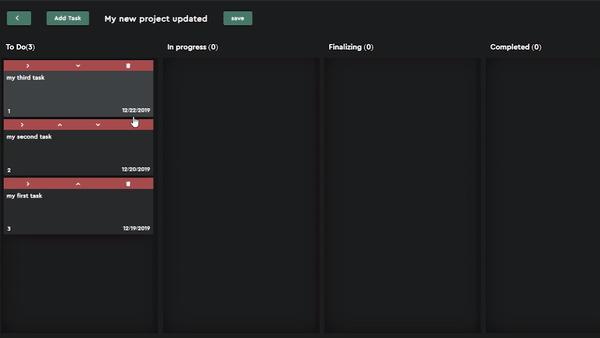 Add Task My new project updated save
To Do(3) In progress (0) Finalizing (0) Completed (0)
my third task
1 12/22/2019
my second task
2 12/20/2019
my first task
3 12/19/2019